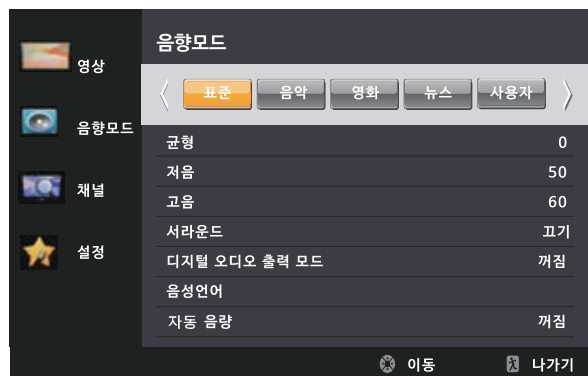 영상
음향모드
채널
설정
음향모드
표준 음악 영화 뉴스 사용자
균형 0
저음 50
고음 60
서라운드 끄기
디지털 오디오 출력 모드 꺼짐
음성언어
자동 음량 꺼짐
이동 나가기